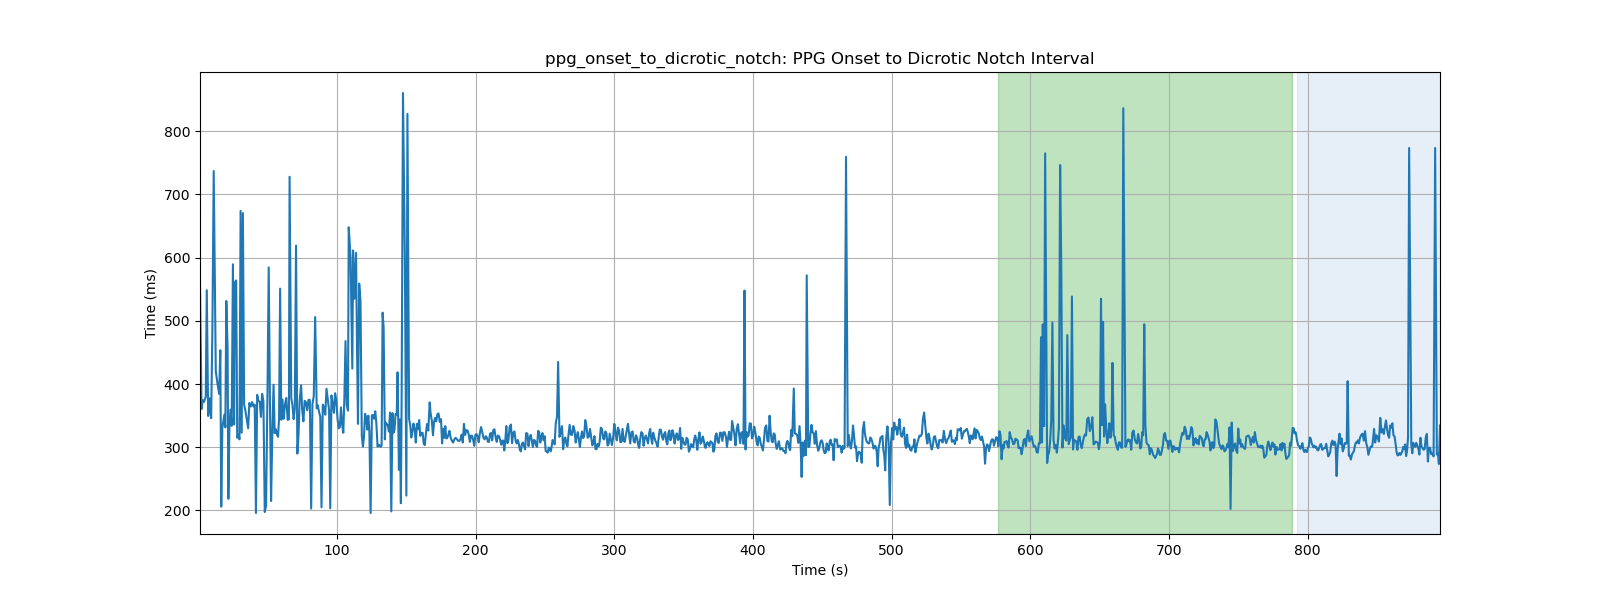 ppg_onset_to_dicrotic_notch: PPG Onset to Dicrotic Notch Interval
Time (ms)
800
700
600
500
400
300
200
100 200 300 400 500 600 700 800
Time (s)